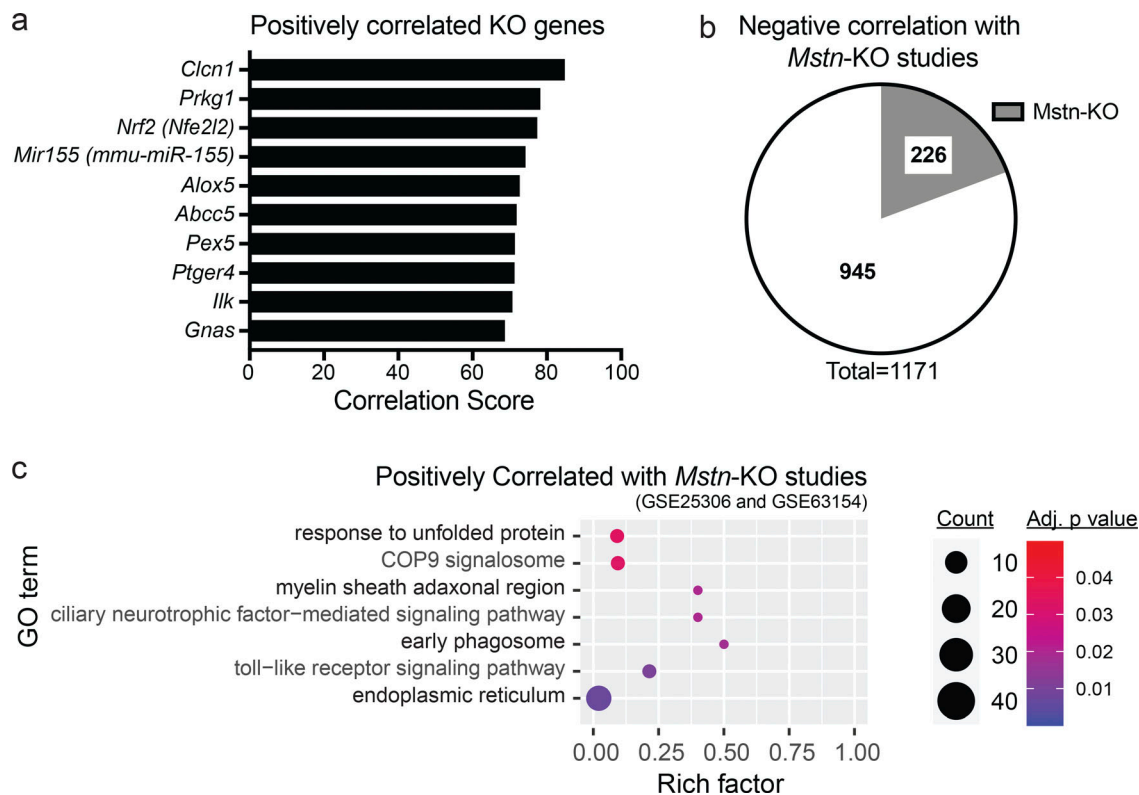 a
Positively correlated KO genes
Clcn1
Prkg1
Nrf2 (Nfe2l2)
Mir155 (mmu-miR-155)
Alox5
Abcc5
Pex5
Ptger4
Ilk
Gnas
0 20 40 60 80 100
Correlation Score
b
Negative correlation with
Mstn-KO studies
Mstn-KO
226
945
Total=1171
c
Positively Correlated with Mstn-KO studies
(GSE25306 and GSE63154)
GO term
response to unfolded protein
COP9 signalosome
myelin sheath adaxonal region
ciliary neurotrophic factor−mediated signaling pathway
early phagosome
toll−like receptor signaling pathway
endoplasmic reticulum
0.00 0.25 0.50 0.75 1.00
Rich factor
Count
10
20
30
40
Adj. p value
0.04
0.03
0.02
0.01